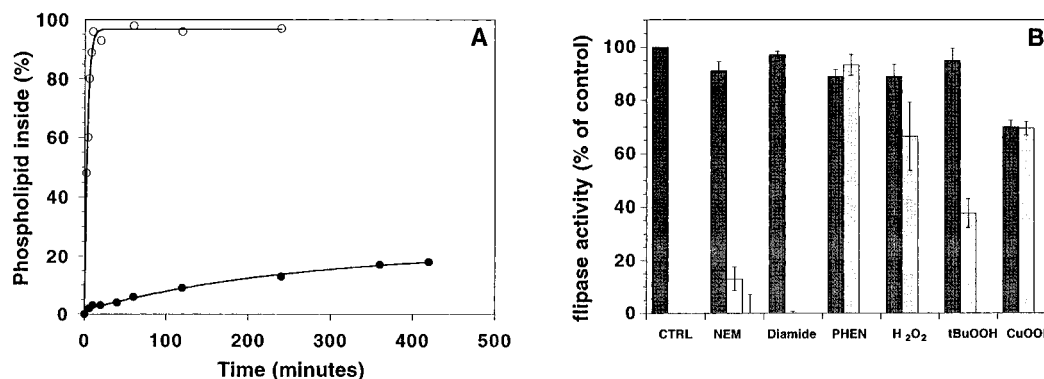 A
Phospholipid inside (%)
100
80
60
40
20
0
0 100 200 300 400 500
Time (minutes)
B
flipase activity (% of control)
100
80
60
40
20
0
CTRL NEM Diamide PHEN H2O2 tBuOOH CuOO